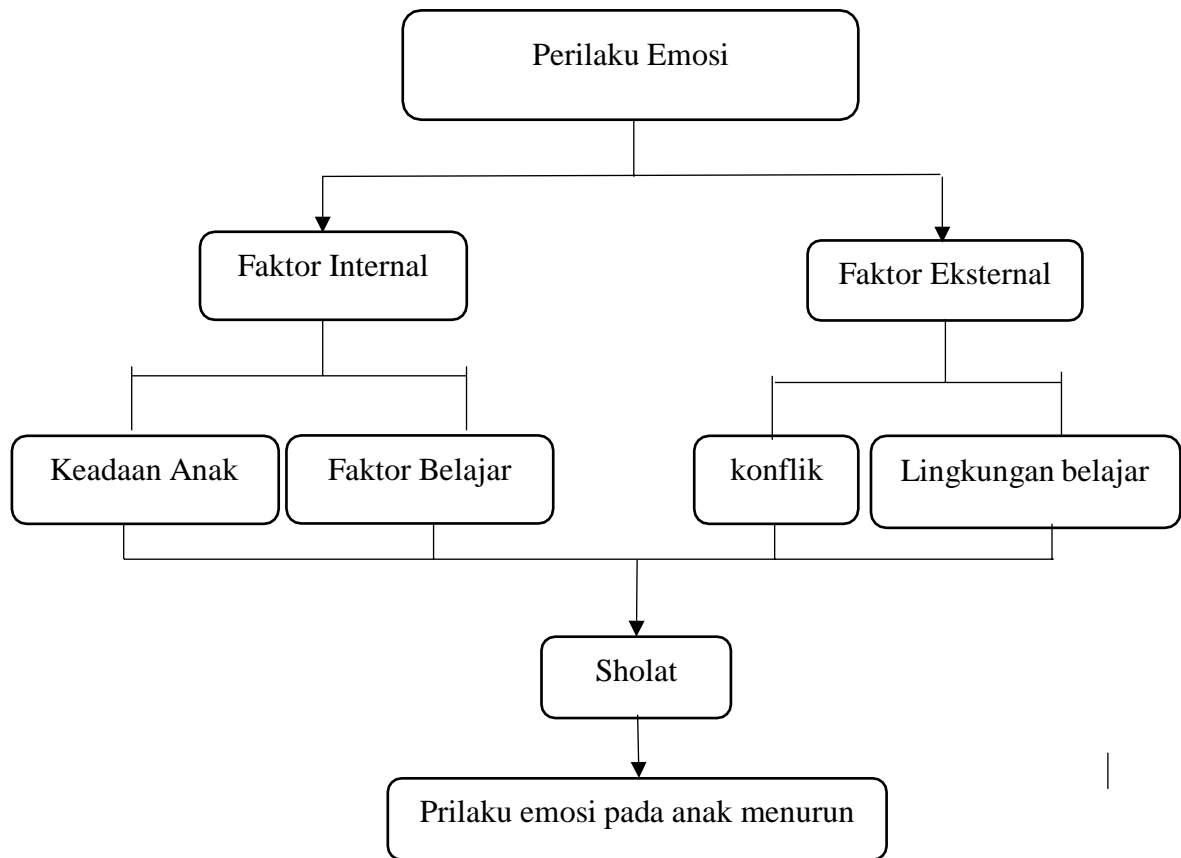 Perilaku Emosi
Faktor Internal
Faktor Eksternal
Keadaan Anak
Faktor Belajar
konflik
Lingkungan belajar
Sholat
Prilaku emosi pada anak menurun